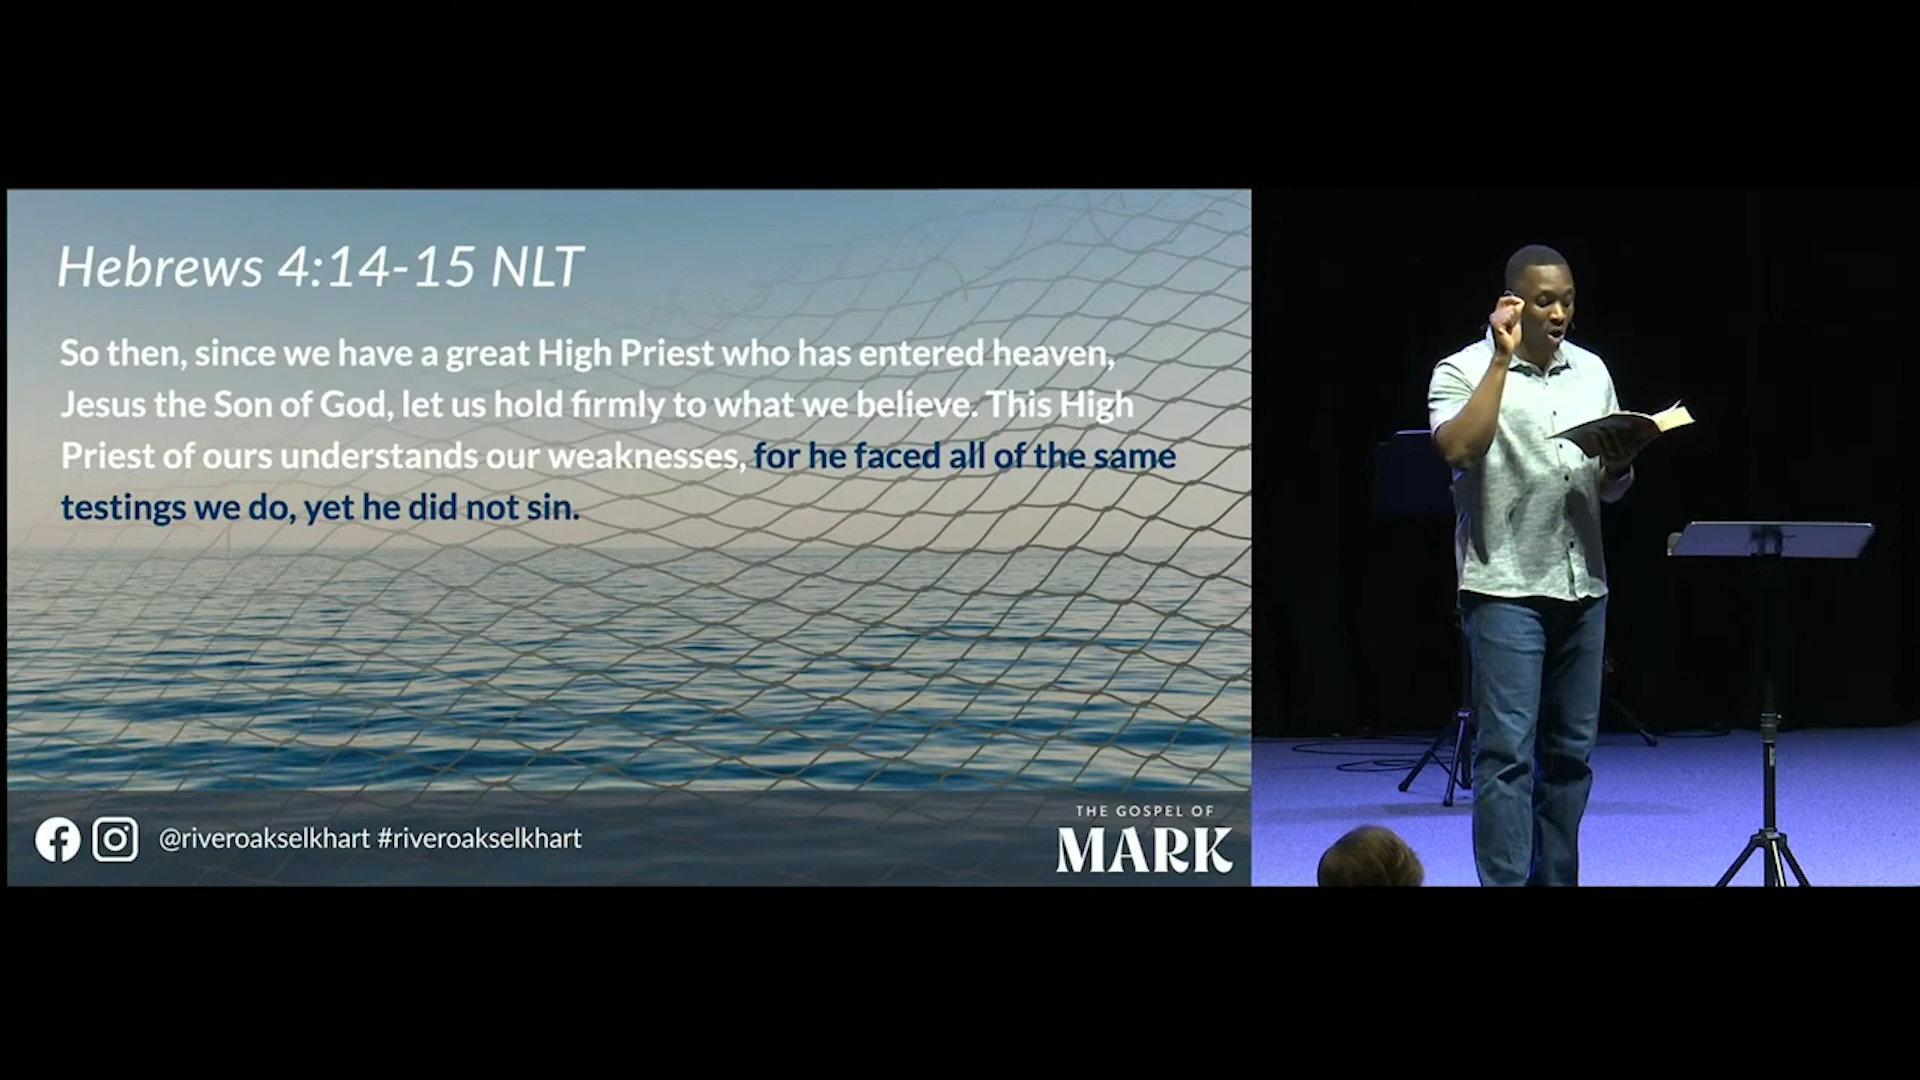 Hebrews 4:14-15 NLT
So then, since we have a great High Priest who has entered heaven,
Jesus the Son of God, let us hold firmly to what we believe. This High
Priest of ours understands our weaknesses, for he faced all of the same
testings we do, yet he did not sin.
@riveroakselkhart #riveroakselkhart
THE GOSPEL OF
MARK